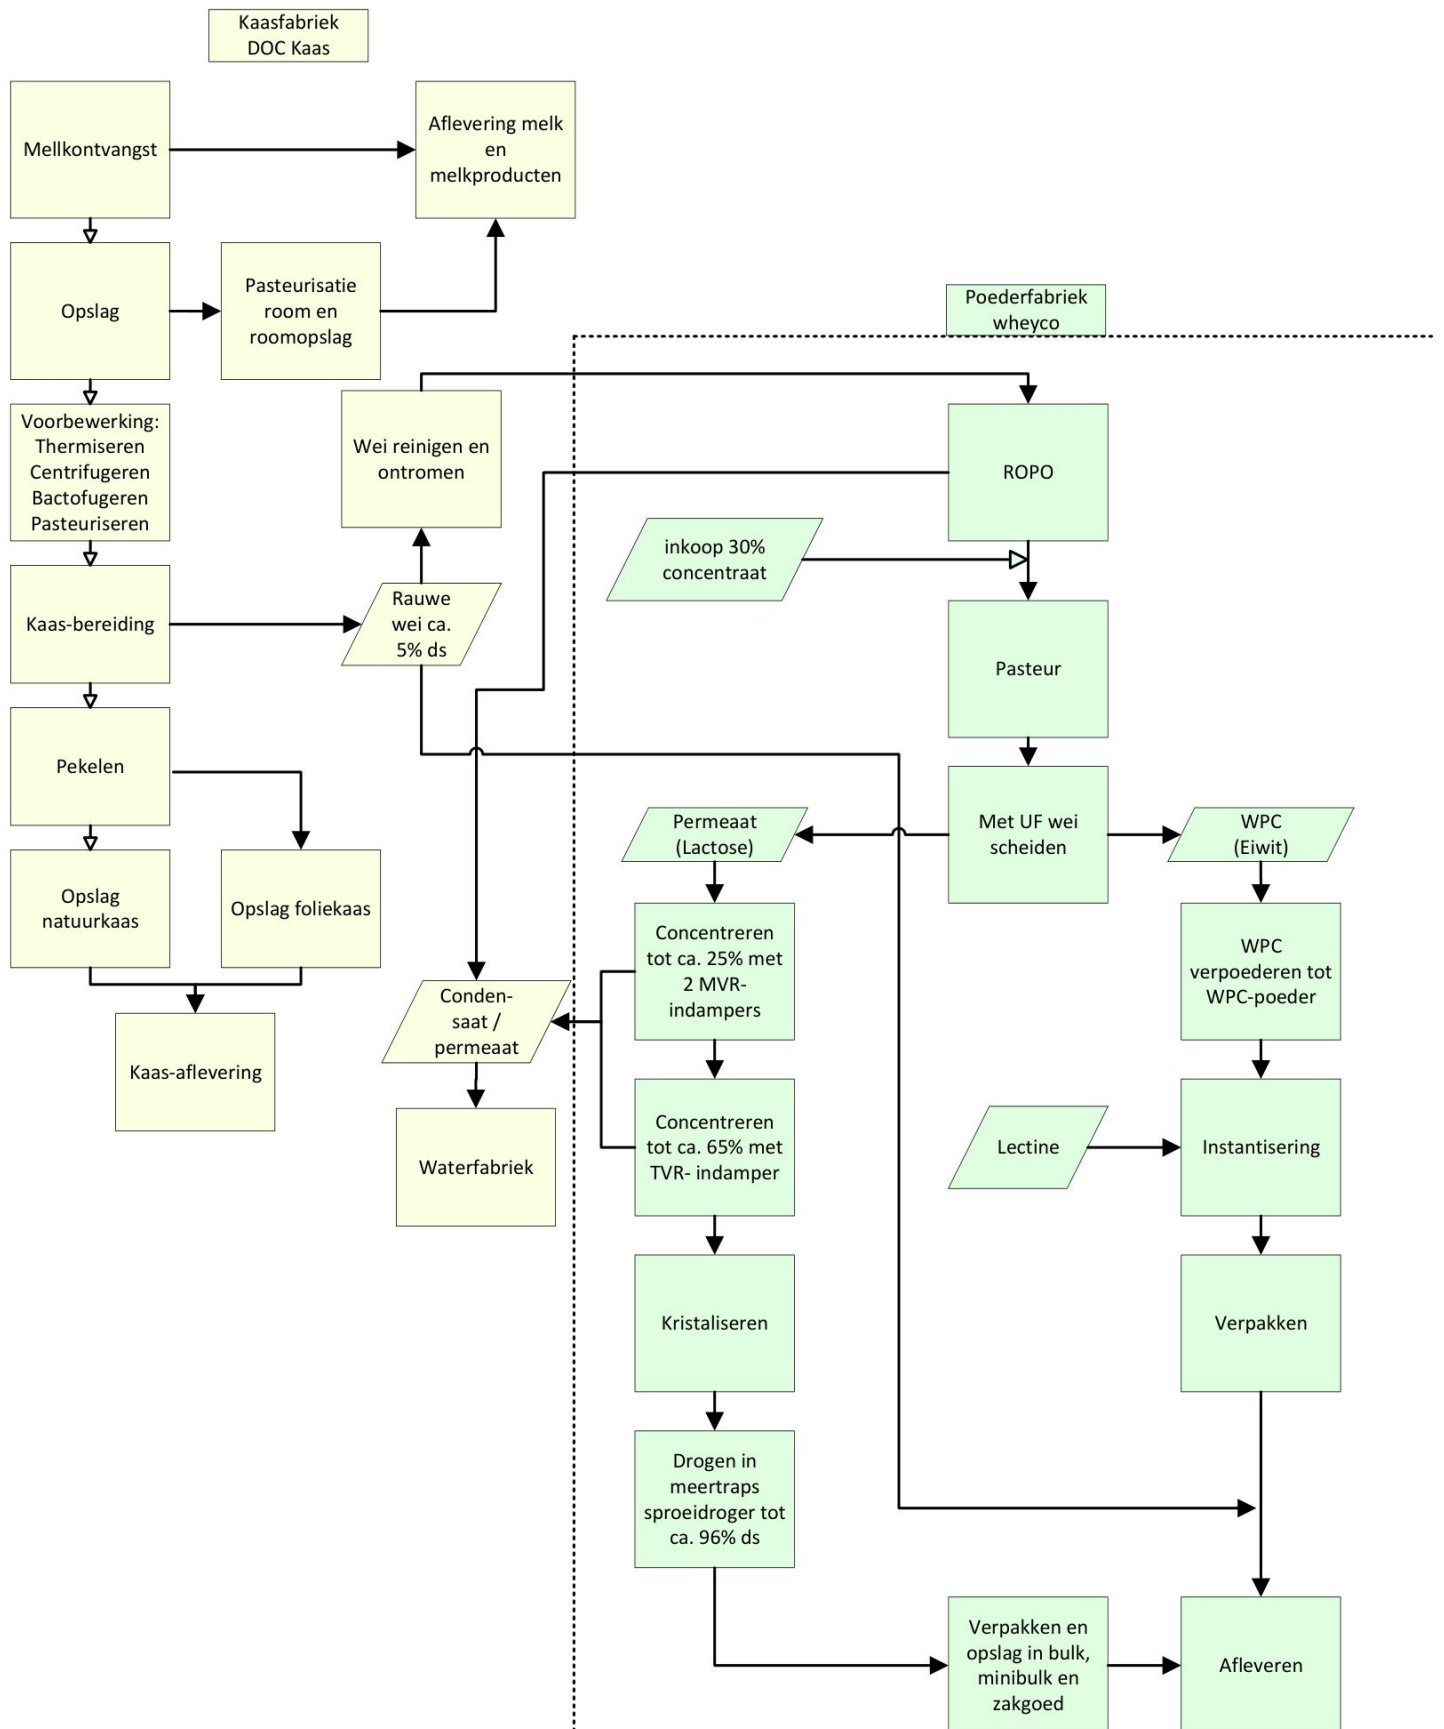 Kaasfabriek
DOC Kaas
Mellkontvangst
Aflevering melk
en
melkproducten
Opslag
Pasteurisatie
room en
roomopslag
Poederfabriek
wheyco
Voorbewerking:
Thermiseren
Centrifugeren
Bactofugeren
Pasteuriseren
Wei reinigen en
ontromen
ROPO
inkoop 30%
concentraat
Kaas-bereiding
Rauwe
wei ca.
5% ds
Pasteur
Pekelen
Permeaat
(Lactose)
Met UF wei
scheiden
WPC
(Eiwit)
Opslag
natuurkaas
Opslag foliekaas
Concentreren
tot ca. 25% met
2 MVR-
indampers
WPC
verpoederen tot
WPC-poeder
Conden-
saat /
permeaat
Kaas-aflevering
Concentreren
tot ca. 65% met
TVR- indamper
Lectine
Instantisering
Waterfabriek
Kristaliseren
Verpakken
Drogen in
meertraps
sproeidroger tot
ca. 96% ds
Verpakken en
opslag in bulk,
minibulk en
zakgoed
Afleveren